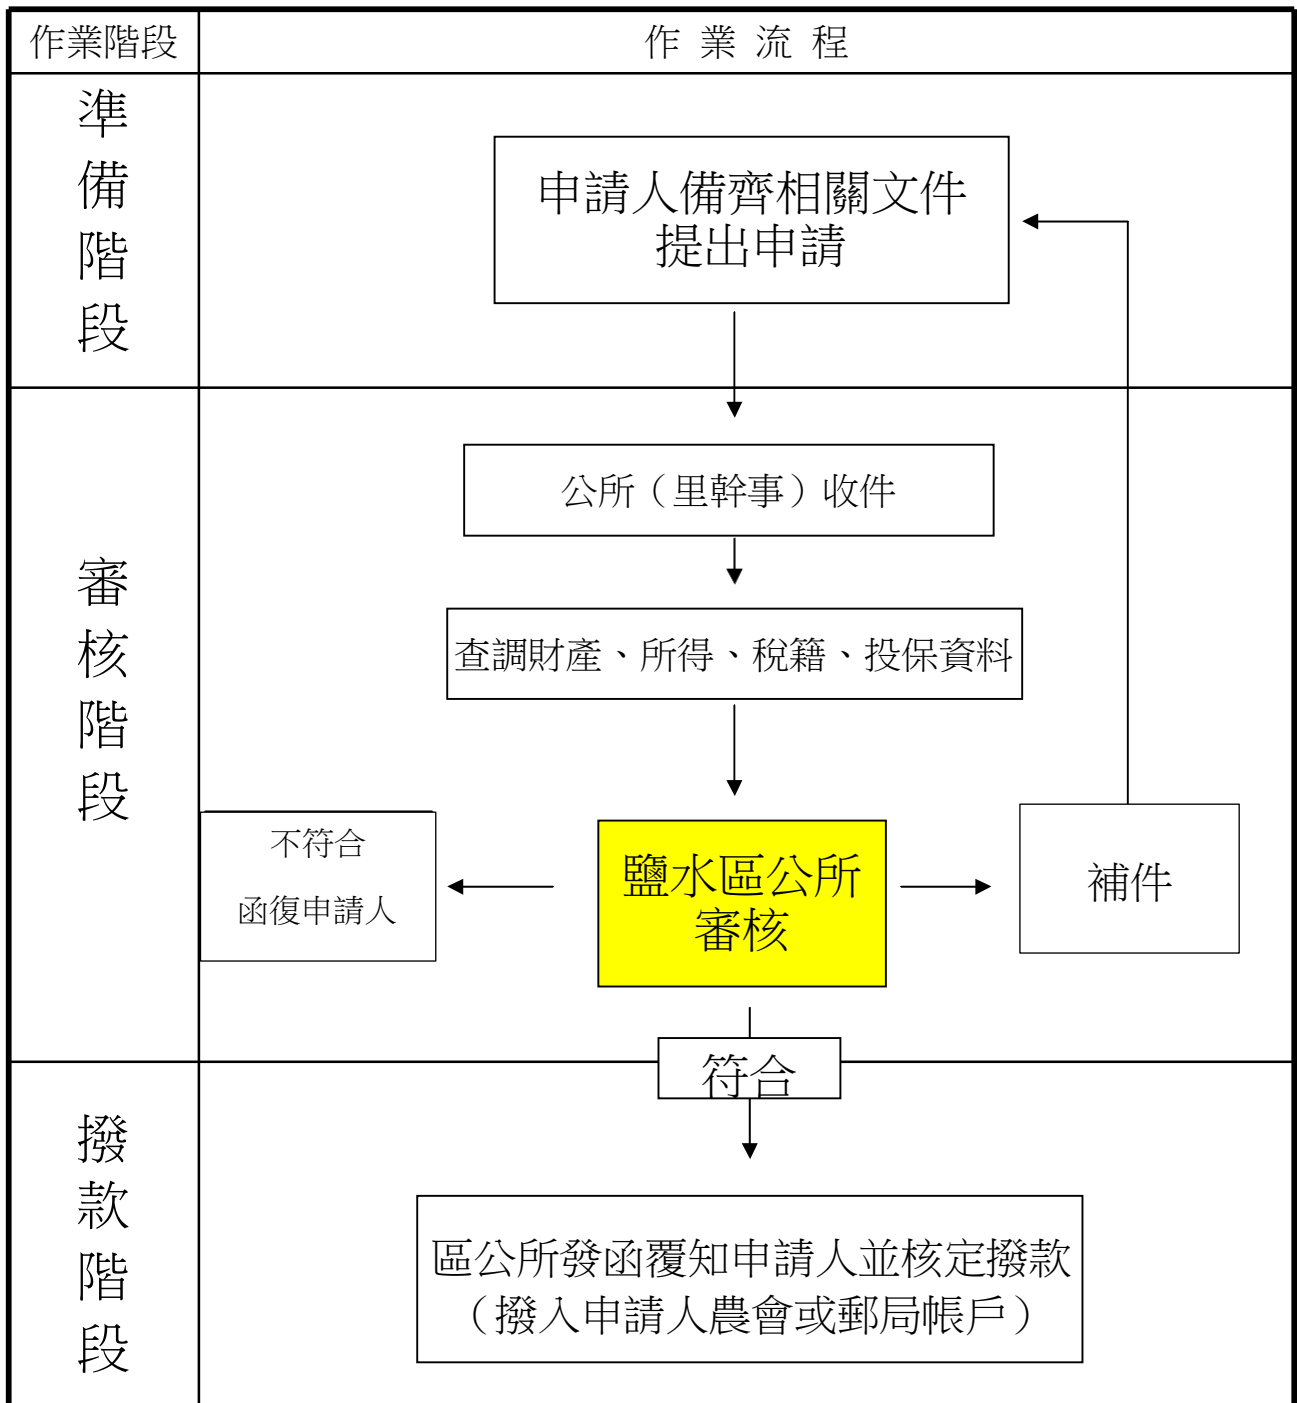 作業階段
作 業 流 程
準備階段
申請人備齊相關文件
提出申請
審核階段
公所（里幹事）收件
查調財產、所得、稅籍、投保資料
不符合
函復申請人
鹽水區公所
審核
補件
符合
撥款階段
區公所發函覆知申請人並核定撥款
（撥入申請人農會或郵局帳戶）